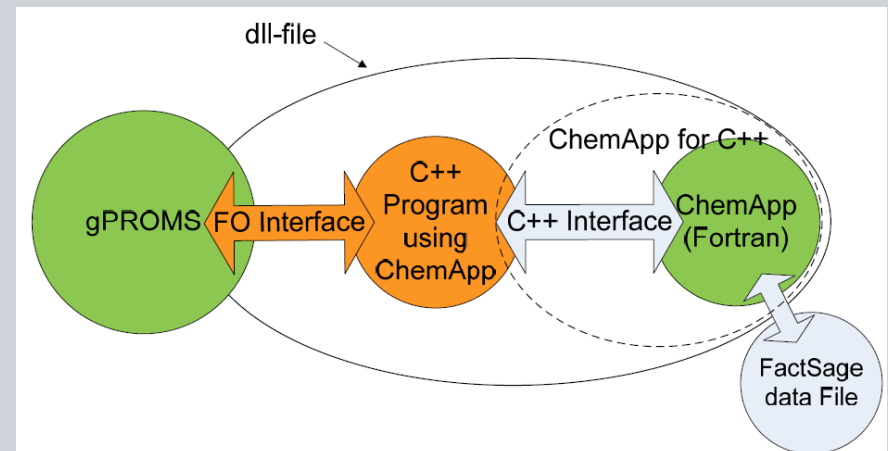 dll-file
ChemApp for C++
gPROMS
FO Interface
C++
Program
using
ChemApp
C++ Interface
ChemApp
(Fortran)
FactSage
data File